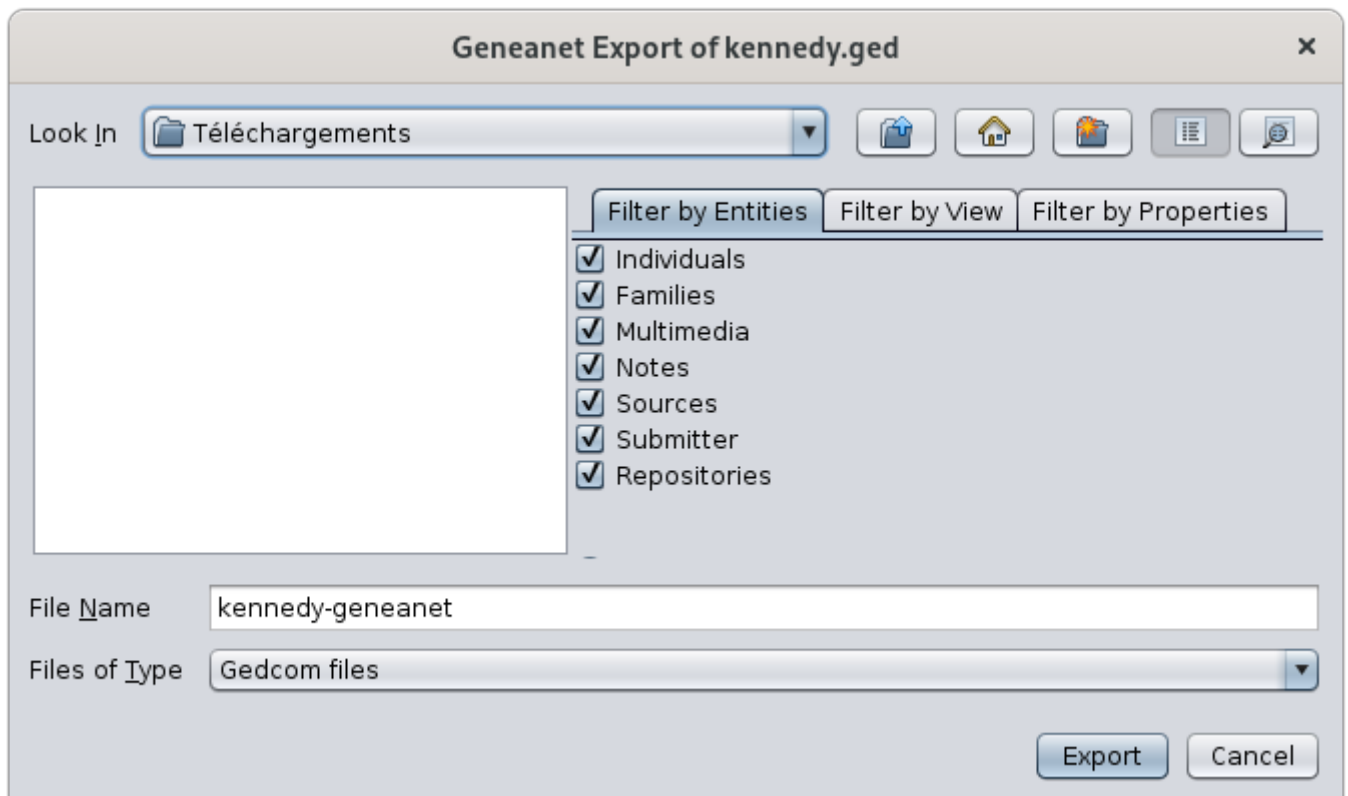 Geneanet Export of kennedy.ged
Look In Téléchargements
Filter by Entities Filter by View Filter by Properties
Individuals
Families
Multimedia
Notes
Sources
Submitter
Repositories
File Name kennedy-geneanet
Files of Type Gedcom files
Export Cancel